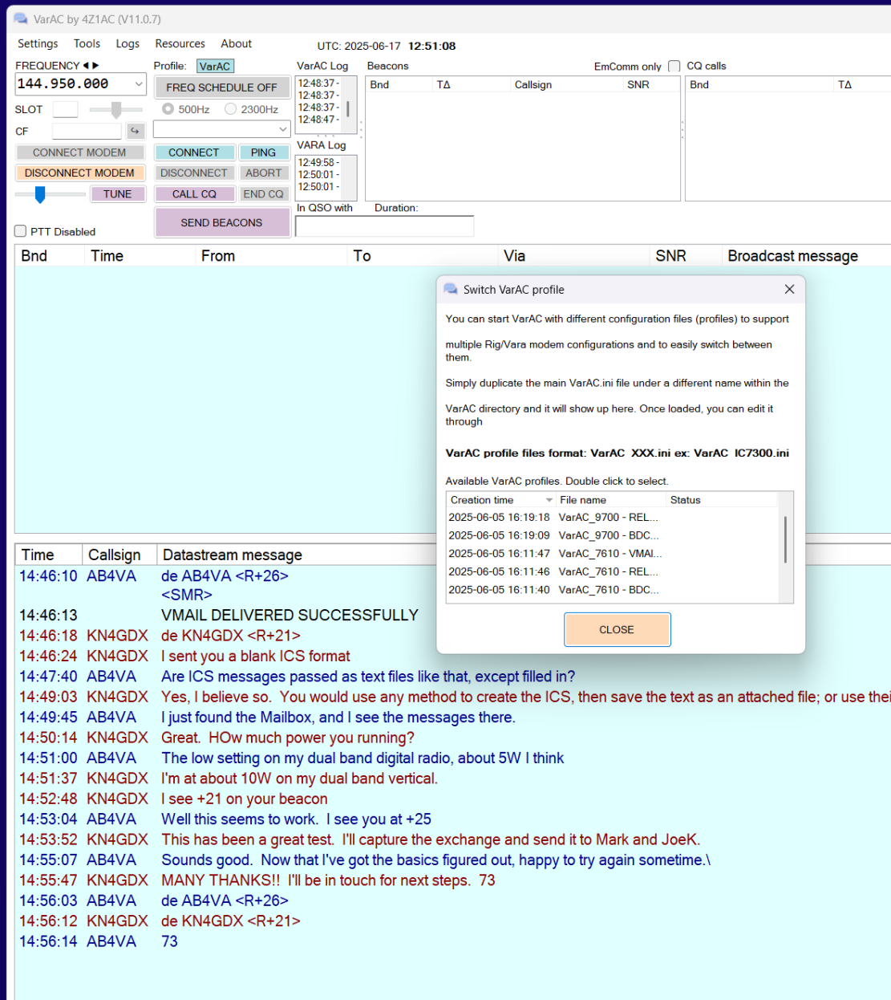 VarAC by 4Z1AC (V11.0.7)
Settings Tools Logs Resources About
UTC: 2025-06-17 12:51:08
FREQUENCY
Profile: VarAC
VarAC Log
Beacons
EmComm only
CQ calls
144.950.000
FREQ SCHEDULE OFF
12:48:37 -
12:48:37 -
12:48:37 -
12:48:47 -
Bnd TΔ Callsign SNR
Bnd TΔ
SLOT
500Hz 2300Hz
CF
VARA Log
CONNECT MODEM
CONNECT
PING
12:49:58 -
12:50:01 -
12:50:01 -
DISCONNECT MODEM
DISCONNECT
ABORT
TUNE
CALL CQ
END CQ
In QSO with Duration:
SEND BEACONS
PTT Disabled
Bnd Time From To Via SNR Broadcast message
Switch VarAC profile
You can start VarAC with different configuration files (profiles) to support
multiple Rig/Vara modem configurations and to easily switch between
them.
Simply duplicate the main VarAC.ini file under a different name within the
VarAC directory and it will show up here. Once loaded, you can edit it
through
VarAC profile files format: VarAC_XXX.ini ex: VarAC_IC7300.ini
Available VarAC profiles. Double click to select.
Creation time File name Status
2025-06-05 16:19:18 VarAC_9700 - REL...
2025-06-05 16:19:09 VarAC_9700 - BDC...
2025-06-05 16:11:47 VarAC_7610 - VMAI...
2025-06-05 16:11:46 VarAC_7610 - REL...
2025-06-05 16:11:40 VarAC_7610 - BDC...
CLOSE
Time Callsign Datastream message
14:46:10 AB4VA de AB4VA <R+26>
<SMR>
14:46:13 VMAIL DELIVERED SUCCESSFULLY
14:46:18 KN4GDX de KN4GDX <R+21>
14:46:24 KN4GDX I sent you a blank ICS format
14:47:40 AB4VA Are ICS messages passed as text files like that, except filled in?
14:49:03 KN4GDX Yes, I believe so. You would use any method to create the ICS, then save the text as an attached file; or use thei
14:49:45 AB4VA I just found the Mailbox, and I see the messages there.
14:50:14 KN4GDX Great. HOw much power you running?
14:51:00 AB4VA The low setting on my dual band digital radio, about 5W I think
14:51:37 KN4GDX I'm at about 10W on my dual band vertical.
14:52:48 KN4GDX I see +21 on your beacon
14:53:04 AB4VA Well this seems to work. I see you at +25
14:53:52 KN4GDX This has been a great test. I'll capture the exchange and send it to Mark and JoeK.
14:55:07 AB4VA Sounds good. Now that I've got the basics figured out, happy to try again sometime.\
14:55:47 KN4GDX MANY THANKS!! I'll be in touch for next steps. 73
14:56:03 AB4VA de AB4VA <R+26>
14:56:12 KN4GDX de KN4GDX <R+21>
14:56:14 AB4VA 73